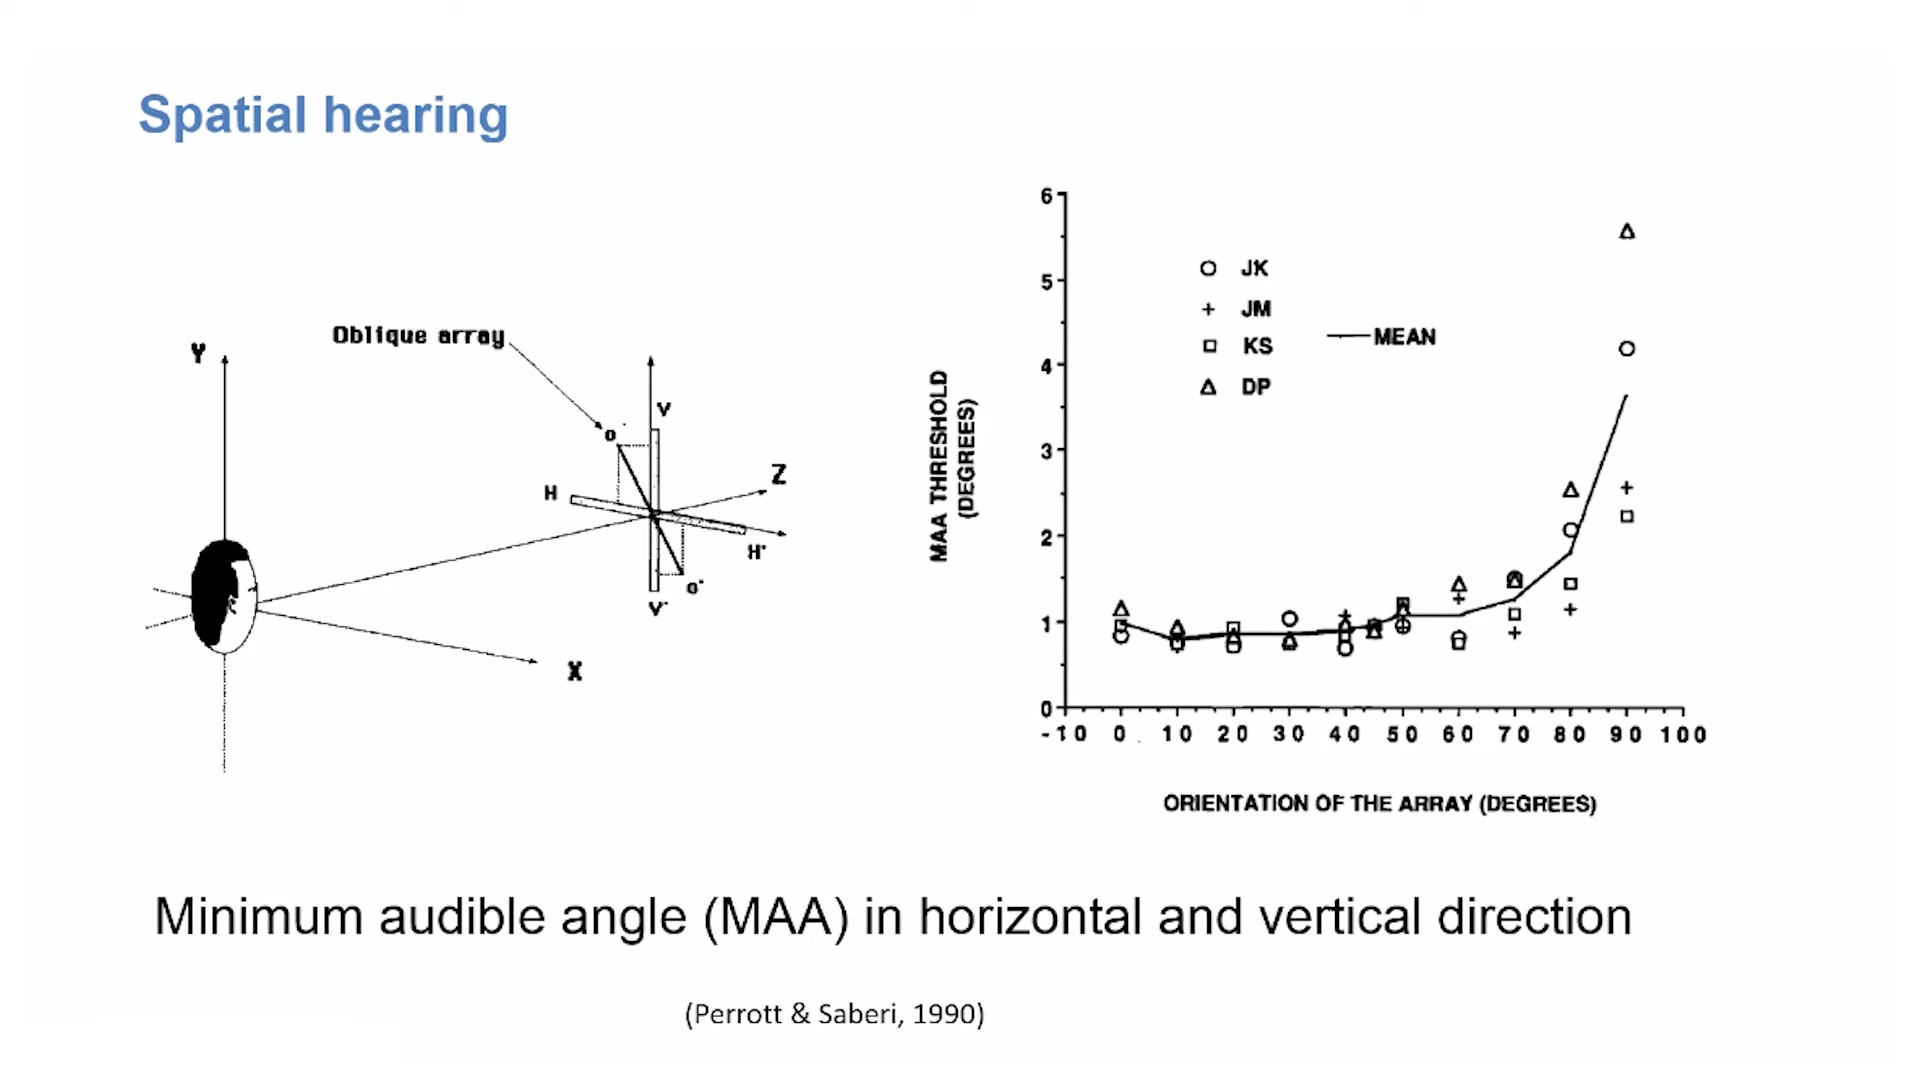 Spatial hearing
Y
Oblique array
O
V
H
Z
H'
O'
V'
X
6
5
4
3
2
1
0
MAA THRESHOLD
(DEGREES)
JK
JM
KS
DP
MEAN
-10 0 10 20 30 40 50 60 70 80 90 100
ORIENTATION OF THE ARRAY (DEGREES)
Minimum audible angle (MAA) in horizontal and vertical direction
(Perrott & Saberi, 1990)